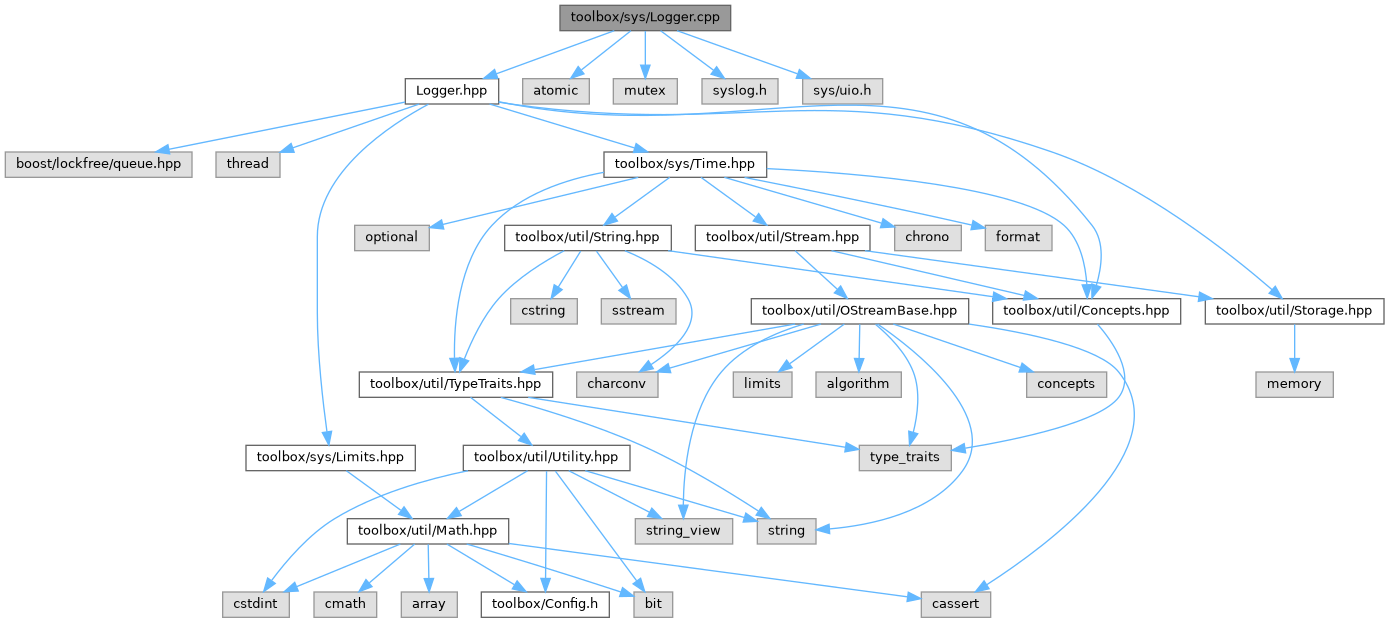 toolbox/sys/Logger.cpp
Logger.hpp
atomic
mutex
syslog.h
sys/uio.h
boost/lockfree/queue.hpp
thread
toolbox/sys/Time.hpp
optional
toolbox/util/String.hpp
toolbox/util/Stream.hpp
chrono
format
cstring
sstream
toolbox/util/OStreamBase.hpp
toolbox/util/Concepts.hpp
toolbox/util/Storage.hpp
toolbox/util/TypeTraits.hpp
charconv
limits
algorithm
concepts
memory
toolbox/sys/Limits.hpp
toolbox/util/Utility.hpp
type_traits
toolbox/util/Math.hpp
string_view
string
cstdint
cmath
array
toolbox/Config.h
bit
cassert